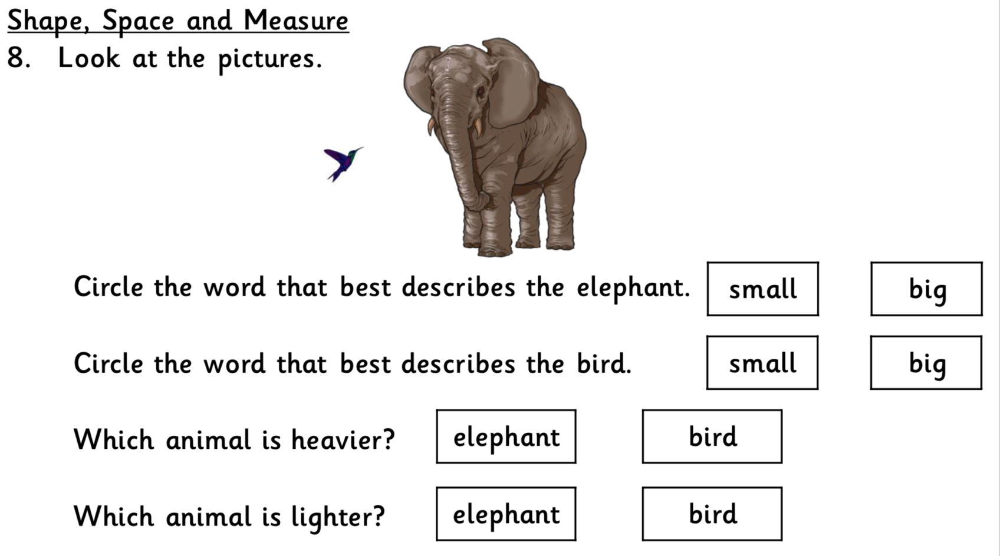 Shape, Space and Measure
8. Look at the pictures.
Circle the word that best describes the elephant. small big
Circle the word that best describes the bird. small big
Which animal is heavier? elephant bird
Which animal is lighter? elephant bird